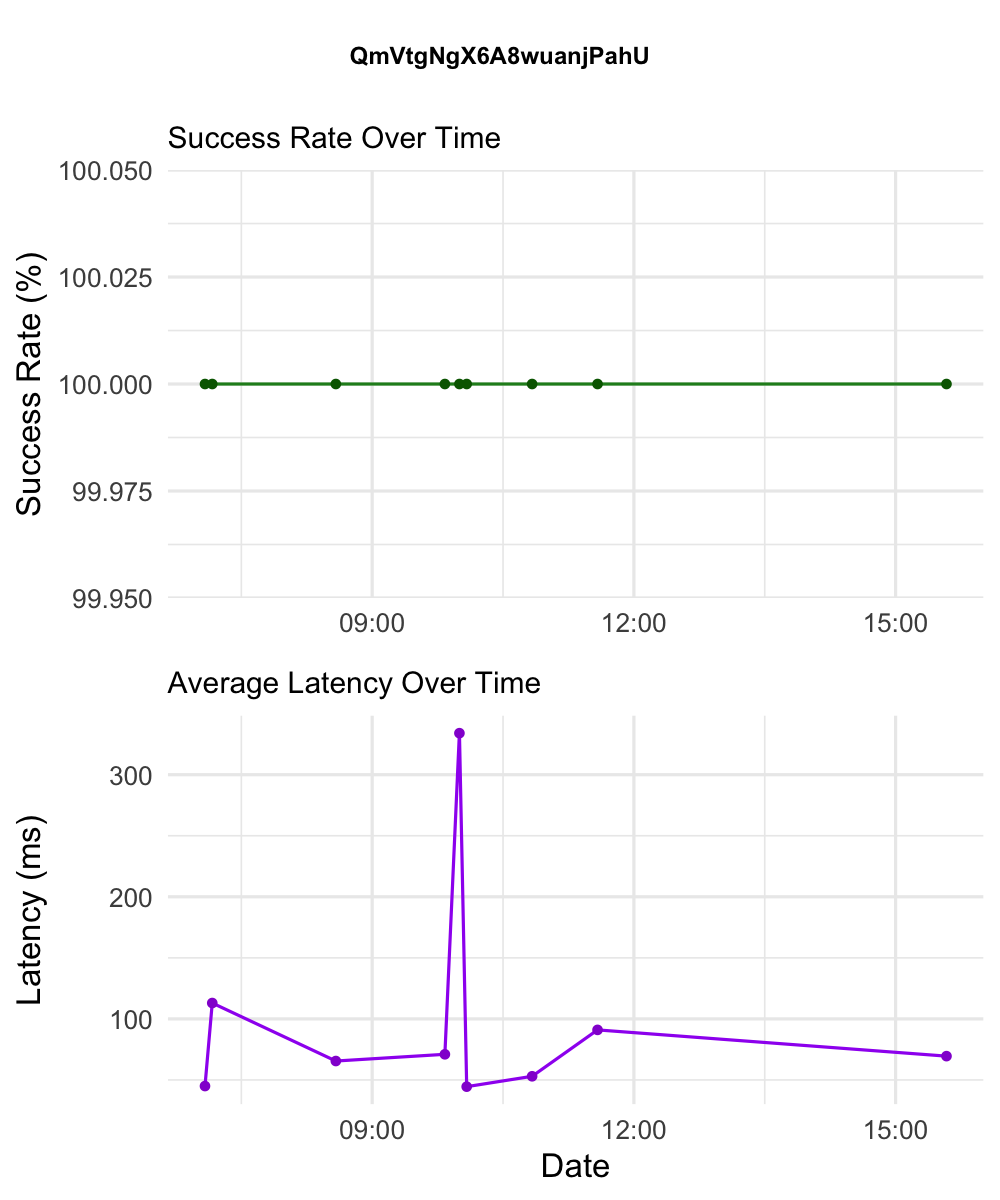 QmVtgNgX6A8wuanjPahU
Success Rate Over Time
Success Rate (%)
100.050
100.025
100.000
99.975
99.950
09:00 12:00 15:00
Average Latency Over Time
Latency (ms)
300
200
100
09:00 12:00 15:00
Date